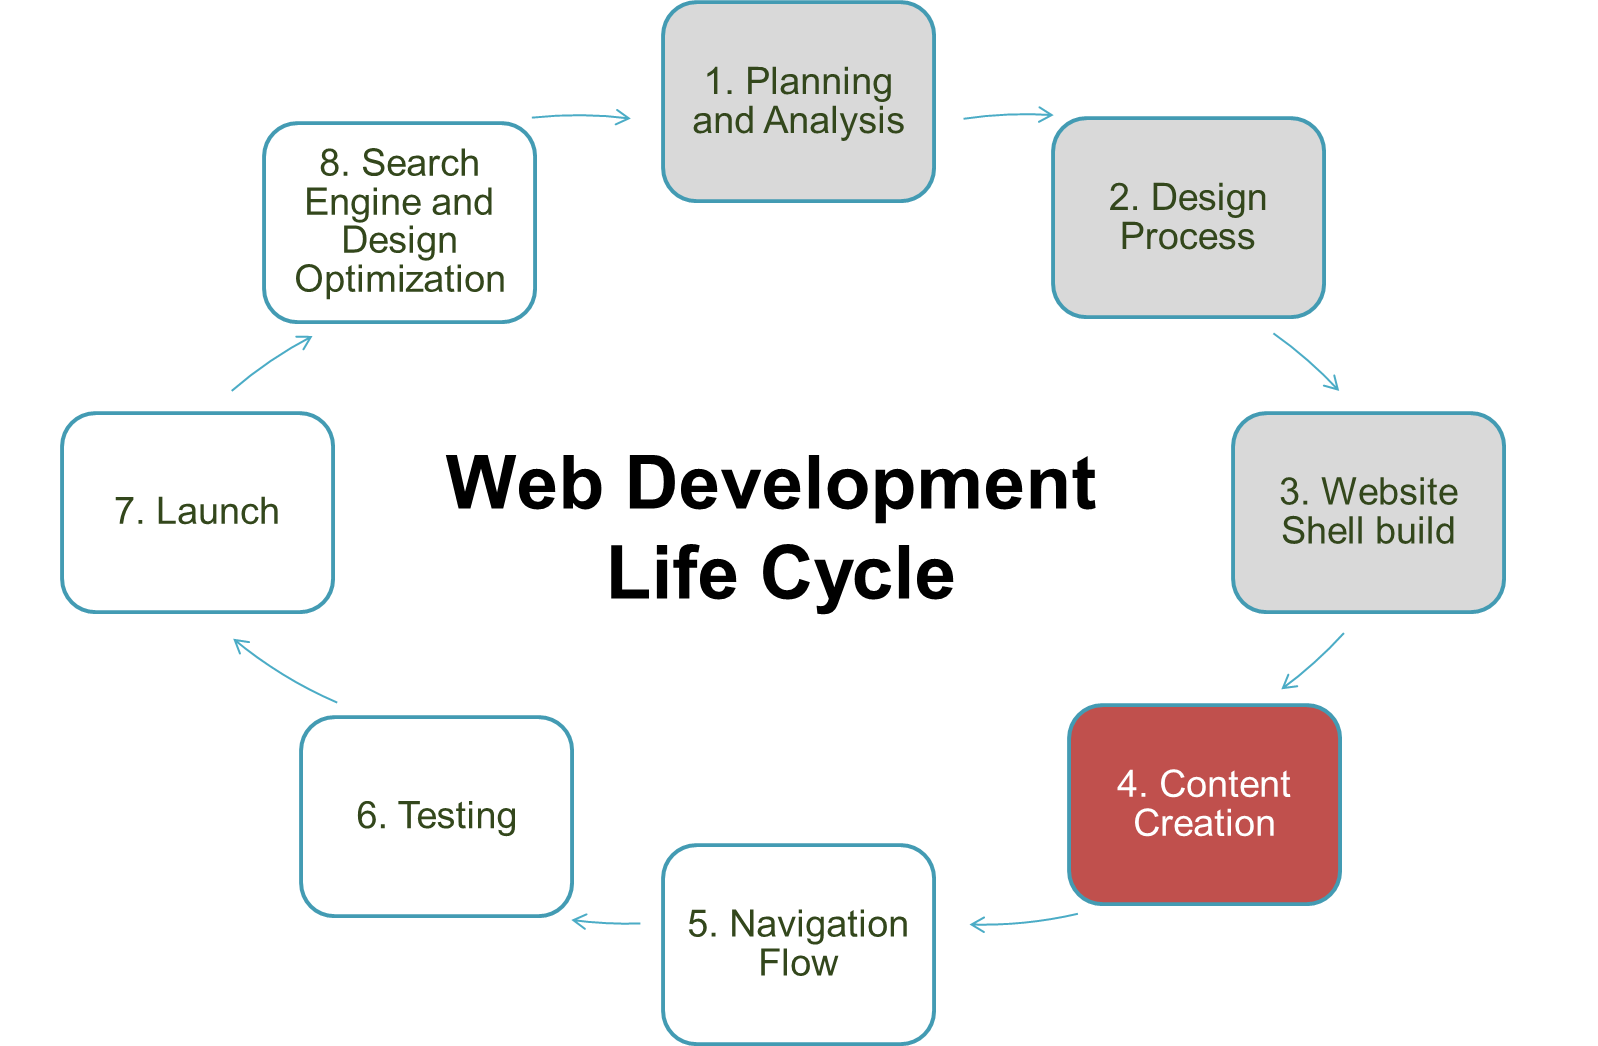 1. Planning
and Analysis
2. Design
Process
3. Website
Shell build
4. Content
Creation
5. Navigation
Flow
6. Testing
7. Launch
8. Search
Engine and
Design
Optimization
Web Development
Life Cycle